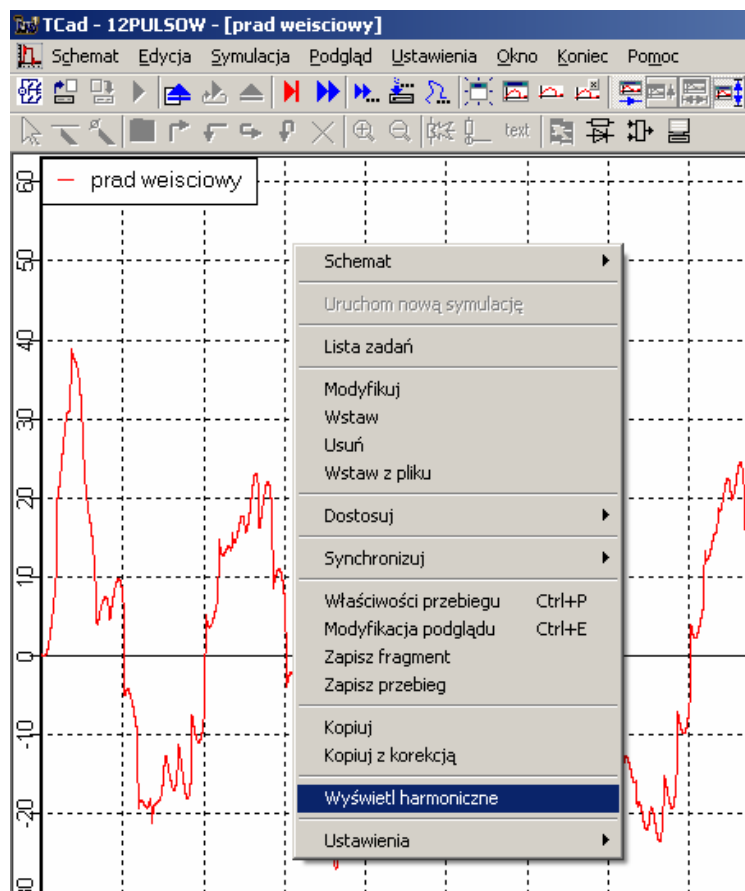 TCad - 12PULSOW - [prad weisciowy]
Schemat Edycja Symulacja Podgląd Ustawienia Okno Koniec Pomoc
text
prad weisciowy
60
50
40
30
20
10
0
-10
-20
-30
Schemat
Uruchom nową symulację
Lista zadań
Modyfikuj
Wstaw
Usuń
Wstaw z pliku
Dostosuj
Synchronizuj
Właściwości przebiegu Ctrl+P
Modyfikacja podglądu Ctrl+E
Zapisz fragment
Zapisz przebieg
Kopiuj
Kopiuj z korekcją
Wyświetl harmoniczne
Ustawienia